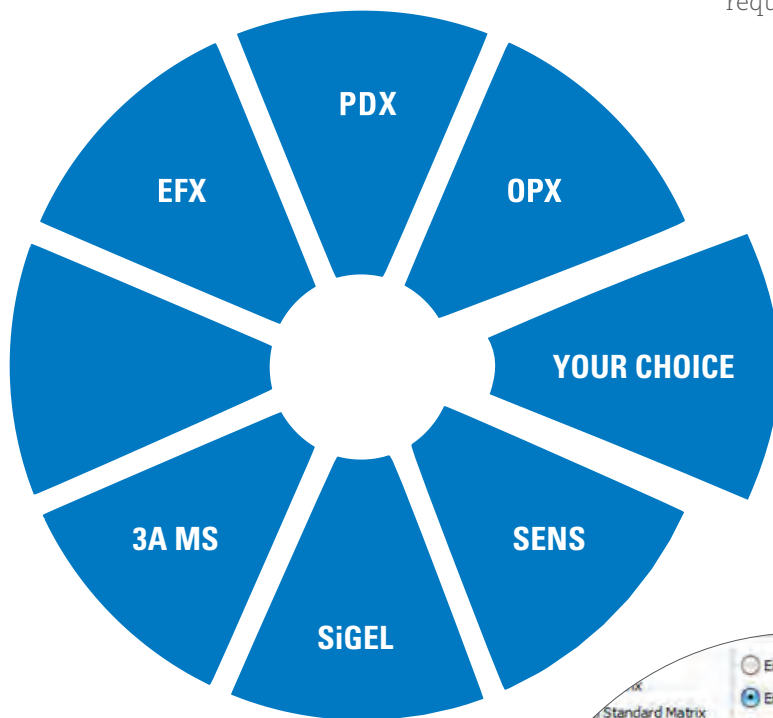 PDX
EFX
OPX
YOUR CHOICE
3A MS
SENS
SiGEL
Standard Matrix